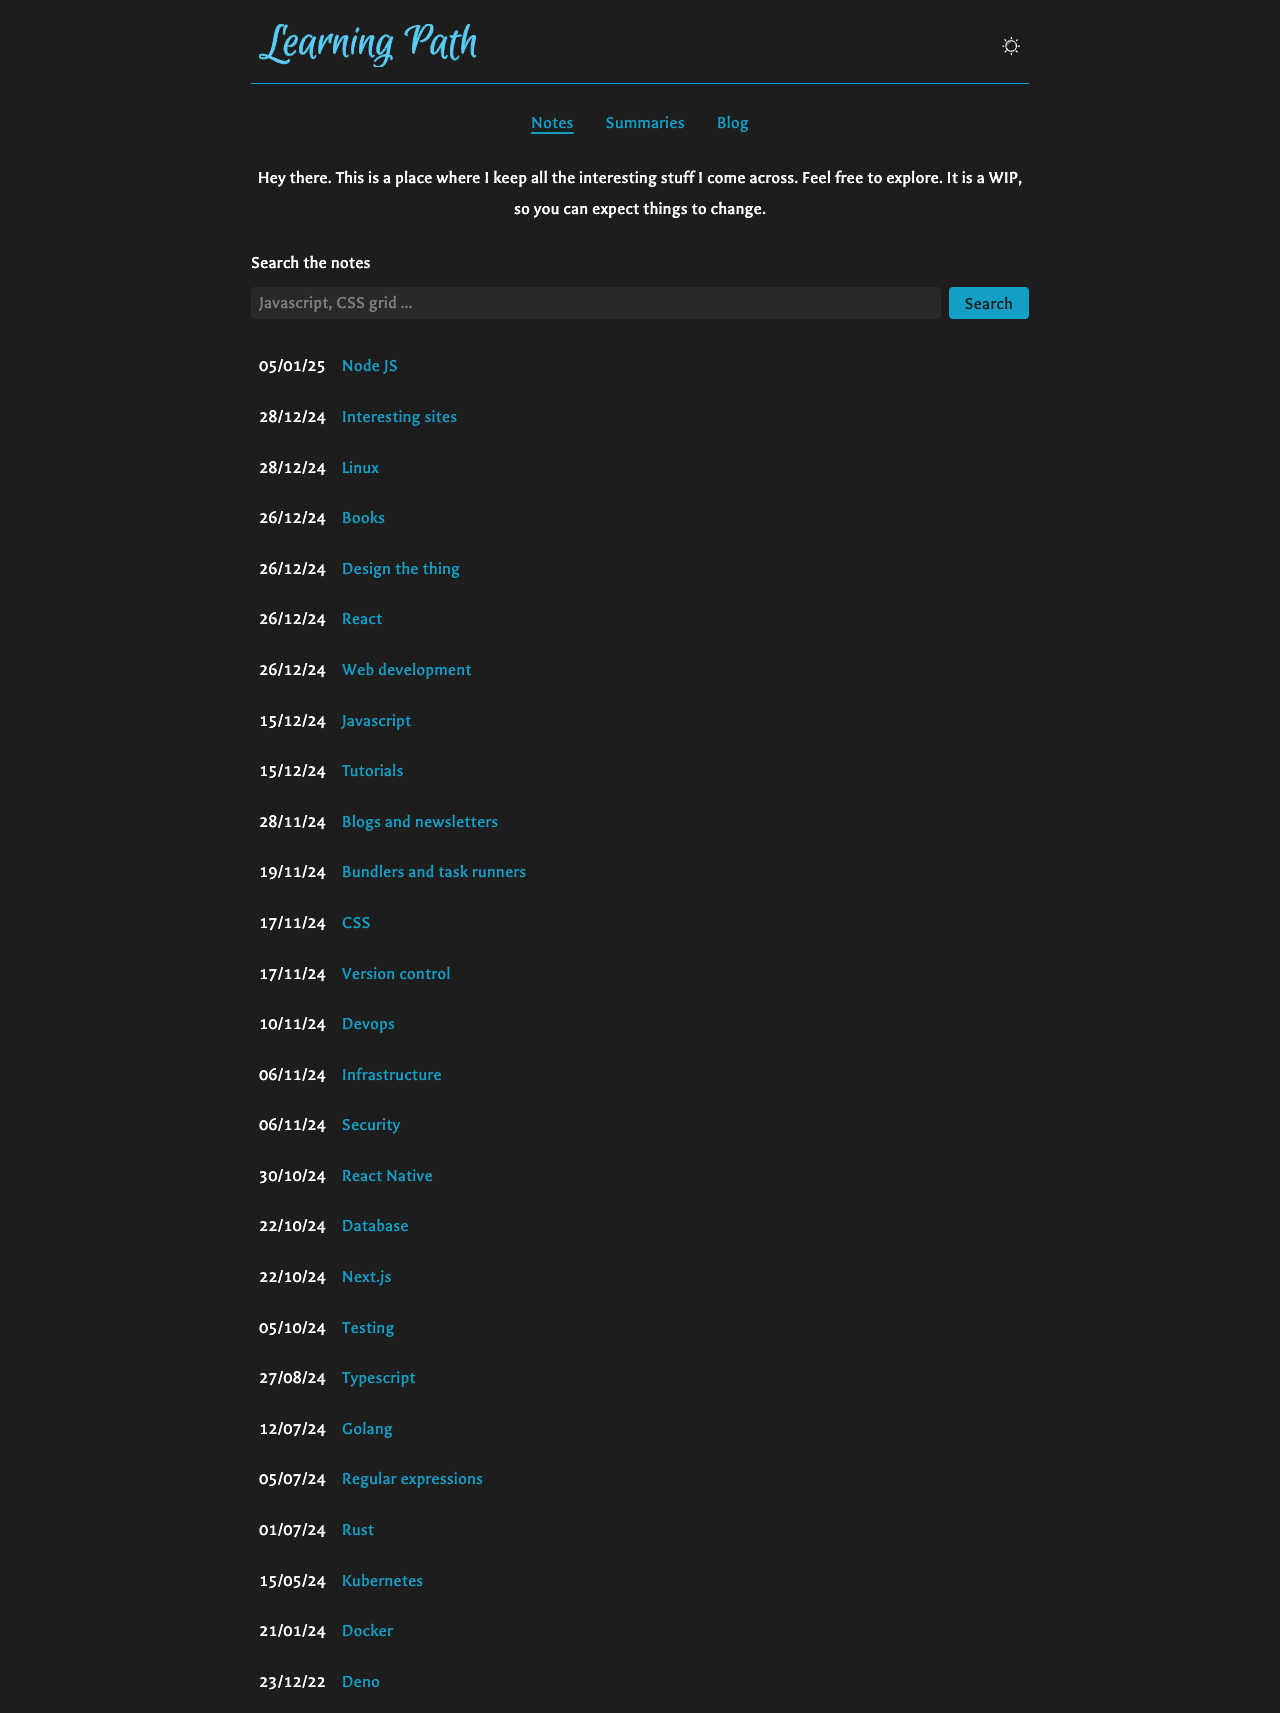 Learning Path
Notes Summaries Blog
Hey there. This is a place where I keep all the interesting stuff I come across. Feel free to explore. It is a WIP,
so you can expect things to change.
Search the notes
Javascript, CSS grid ... Search
05/01/25 Node JS
28/12/24 Interesting sites
28/12/24 Linux
26/12/24 Books
26/12/24 Design the thing
26/12/24 React
26/12/24 Web development
15/12/24 Javascript
15/12/24 Tutorials
28/11/24 Blogs and newsletters
19/11/24 Bundlers and task runners
17/11/24 CSS
17/11/24 Version control
10/11/24 Devops
06/11/24 Infrastructure
06/11/24 Security
30/10/24 React Native
22/10/24 Database
22/10/24 Next.js
05/10/24 Testing
27/08/24 Typescript
12/07/24 Golang
05/07/24 Regular expressions
01/07/24 Rust
15/05/24 Kubernetes
21/01/24 Docker
23/12/22 Deno